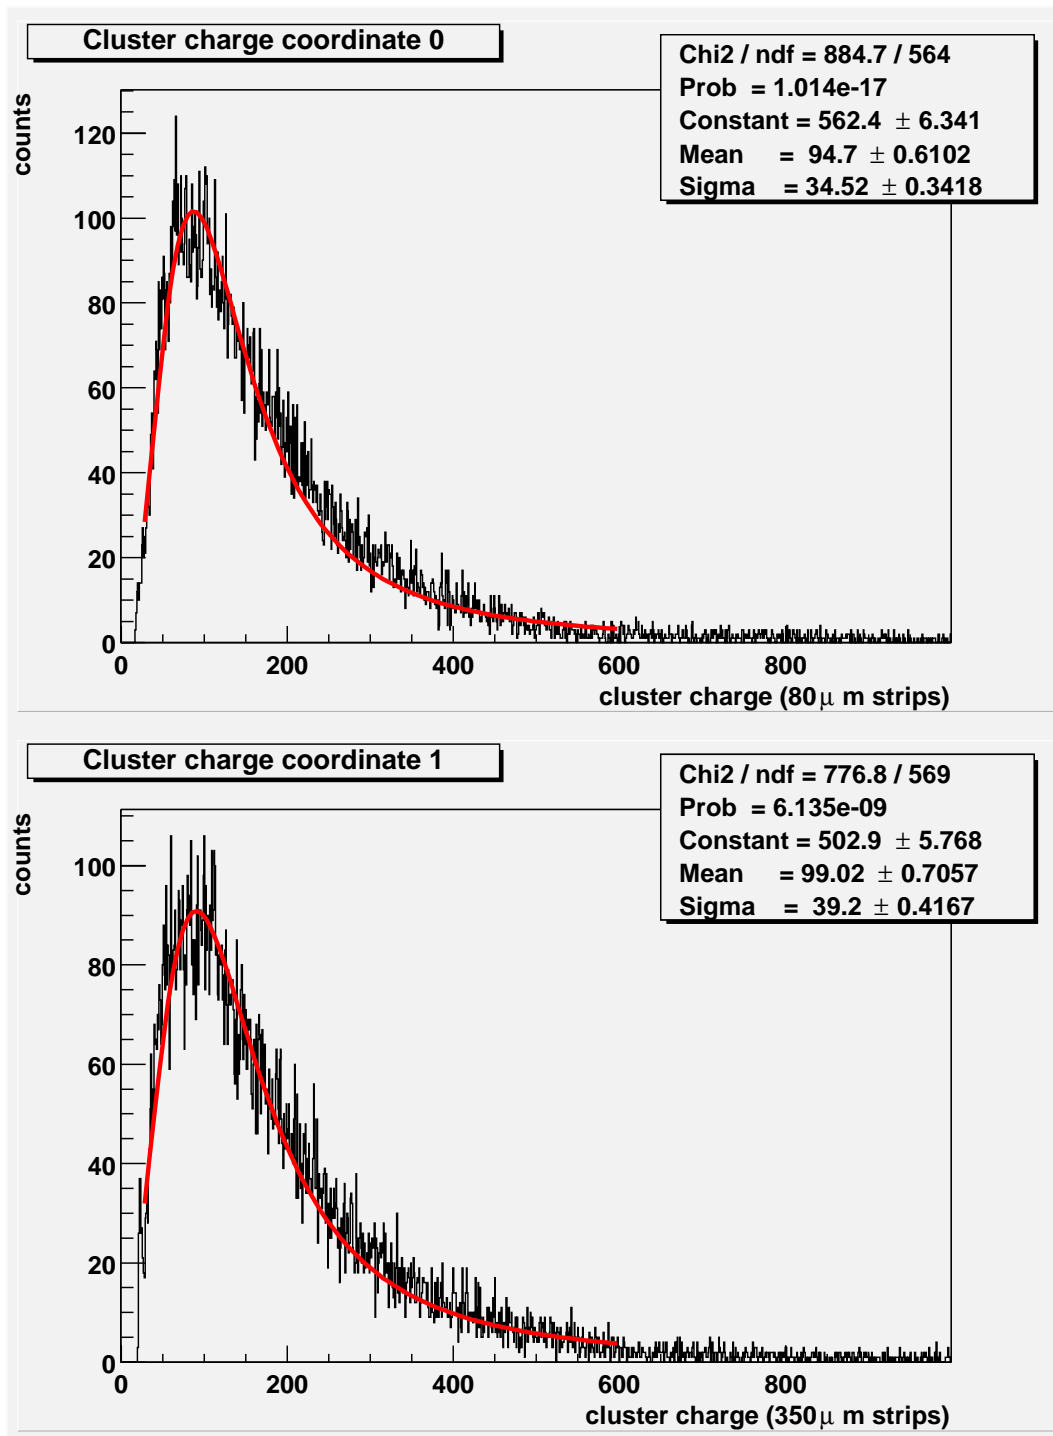 Cluster charge coordinate 0
Chi2 / ndf = 884.7 / 564
Prob = 1.014e-17
Constant = 562.4 ± 6.341
Mean = 94.7 ± 0.6102
Sigma = 34.52 ± 0.3418
counts
120
100
80
60
40
20
0
0 200 400 600 800
cluster charge (80μ m strips)
Cluster charge coordinate 1
Chi2 / ndf = 776.8 / 569
Prob = 6.135e-09
Constant = 502.9 ± 5.768
Mean = 99.02 ± 0.7057
Sigma = 39.2 ± 0.4167
counts
100
80
60
40
20
0
0 200 400 600 800
cluster charge (350μ m strips)